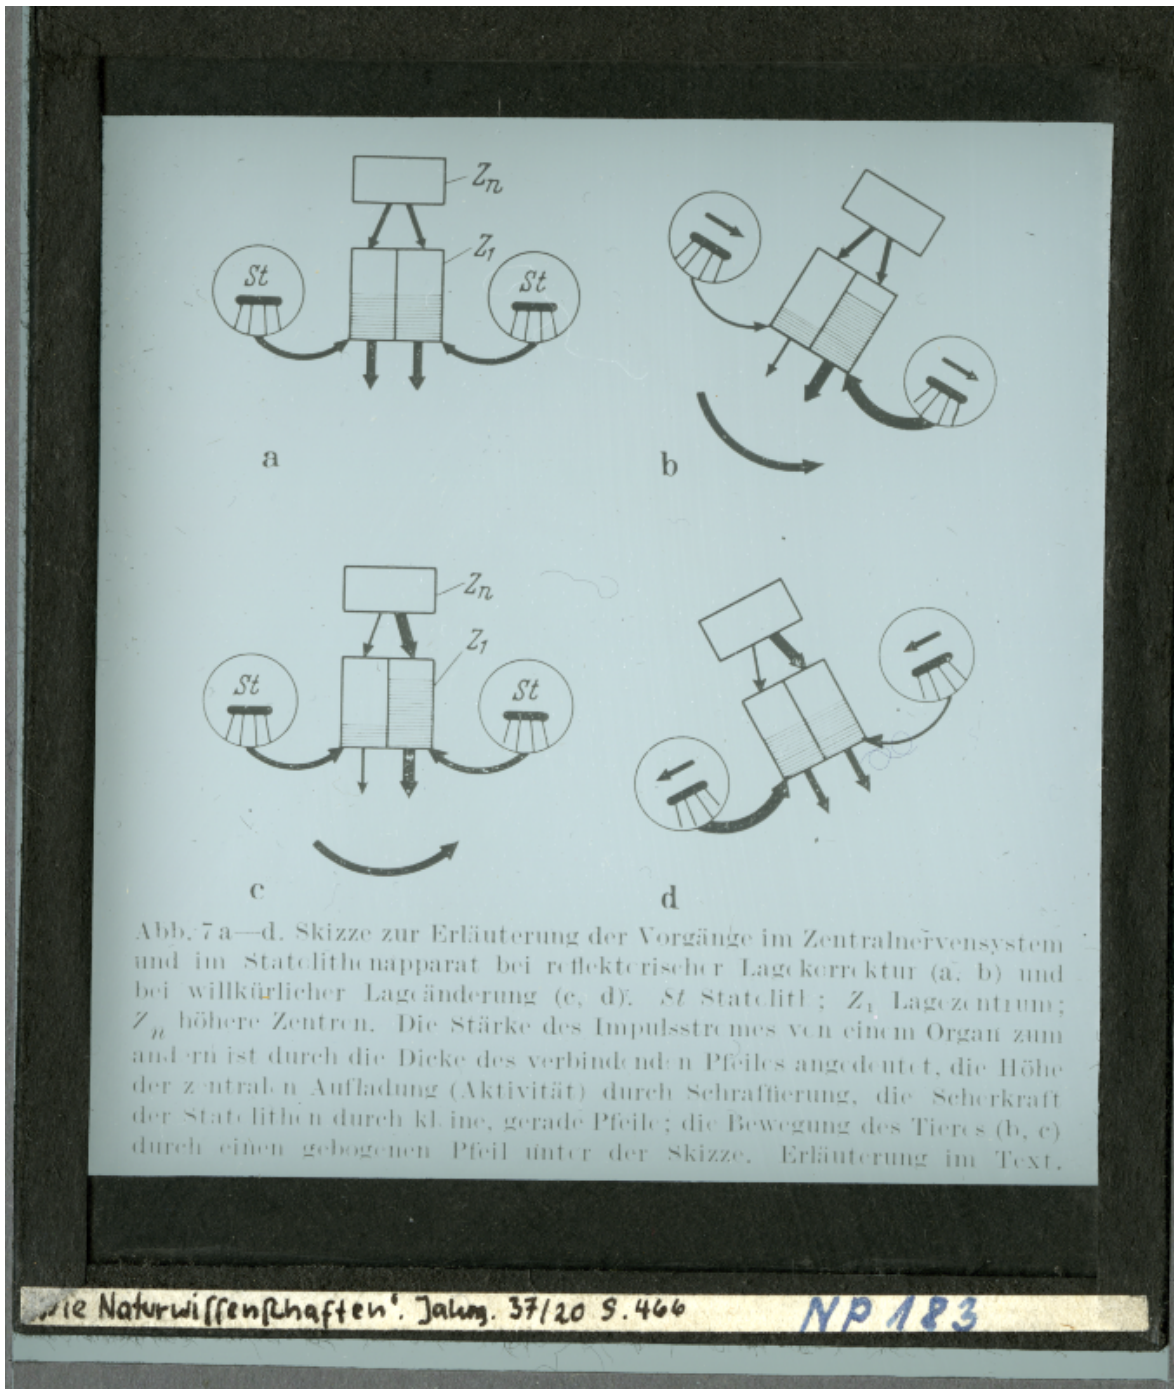 Zn
Z1
St
St
a
b
Zn
Z1
St
St
c
d
Abb. 7a—d. Skizze zur Erläuterung der Vorgänge im Zentralnervensystem
und im Statolithenapparat bei reflektorischer Lagekorrektur (a, b) und
bei willkürlicher Lageänderung (c, d). St Statolith; Z1 Lagezentrum;
Zn höhere Zentren. Die Stärke des Impulsstromes von einem Organ zum
andern ist durch die Dicke des verbindenden Pfeiles angedeutet, die Höhe
der zentralen Aufladung (Aktivität) durch Schraffierung, die Scherkraft
der Statolithen durch kleine, gerade Pfeile; die Bewegung des Tieres (b, c)
durch einen gebogenen Pfeil unter der Skizze. Erläuterung im Text.
„Die Naturwissenschaften“. Jahrg. 37/20 S. 466
NP 183